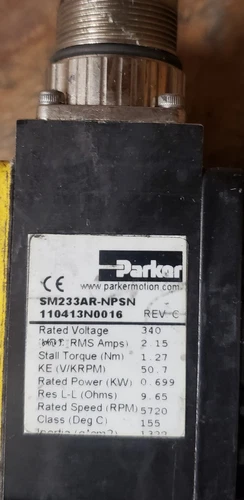 Parker
CE
www.parkermotion.com
SM233AR-NPSN
110413N0016 REV C
Rated Voltage 340
RMS Amps) 2.15
Stall Torque (Nm) 1.27
KE (V/KRPM) 50.7
Rated Power (KW) 0.699
Res L-L (Ohms) 9.65
Rated Speed (RPM) 5720
Class (Deg C) 155